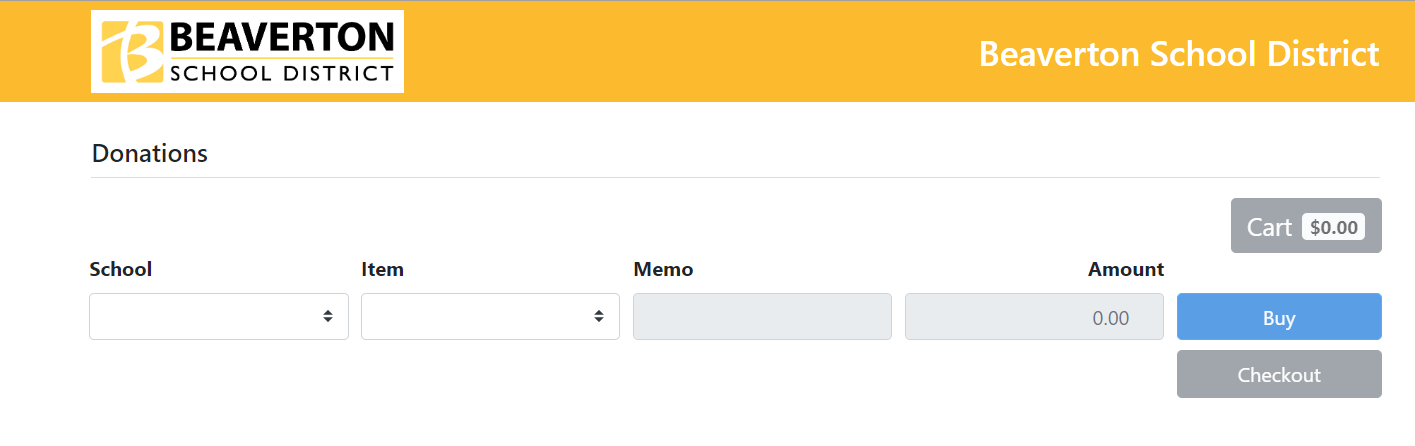 BEAVERTON
SCHOOL DISTRICT
Beaverton School District
Donations
Cart $0.00
School Item Memo Amount
0.00 Buy
Checkout